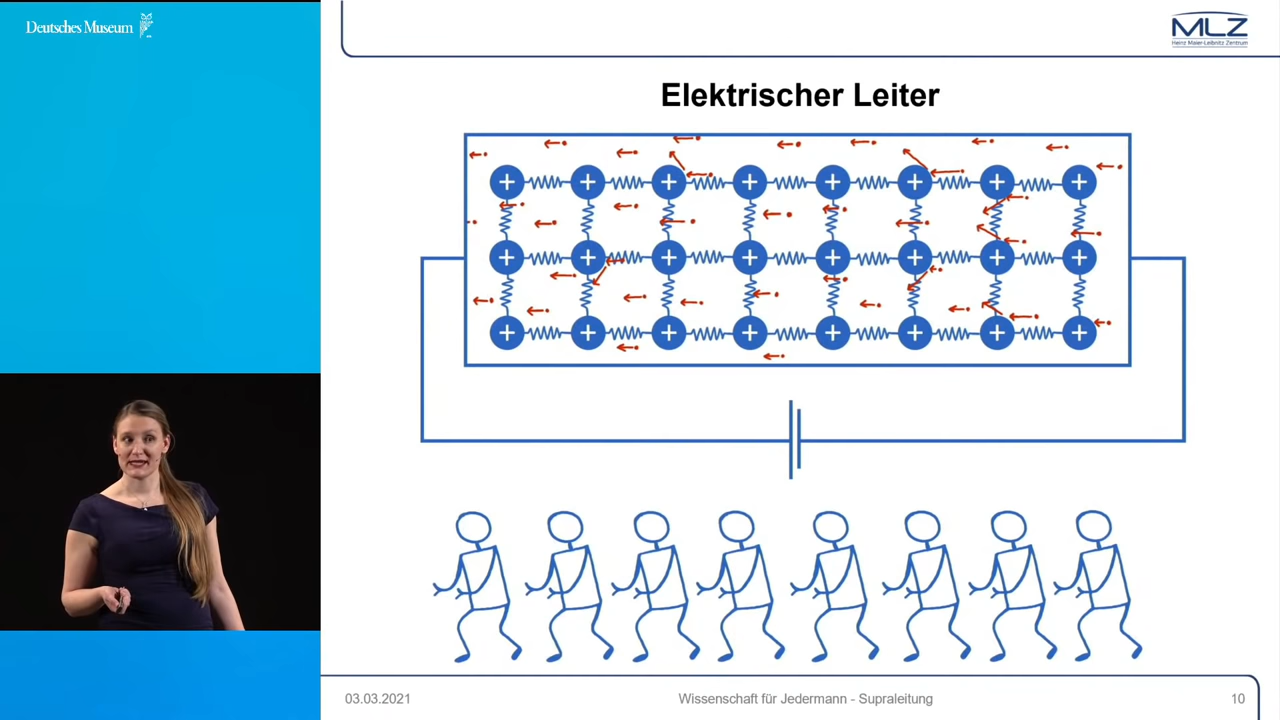 Deutsches Museum
MLZ
Heinz Maier-Leibnitz Zentrum
Elektrischer Leiter
+ + + + + + + +
+ + + + + + + +
+ + + + + + + +
03.03.2021
Wissenschaft für Jedermann - Supraleitung
10